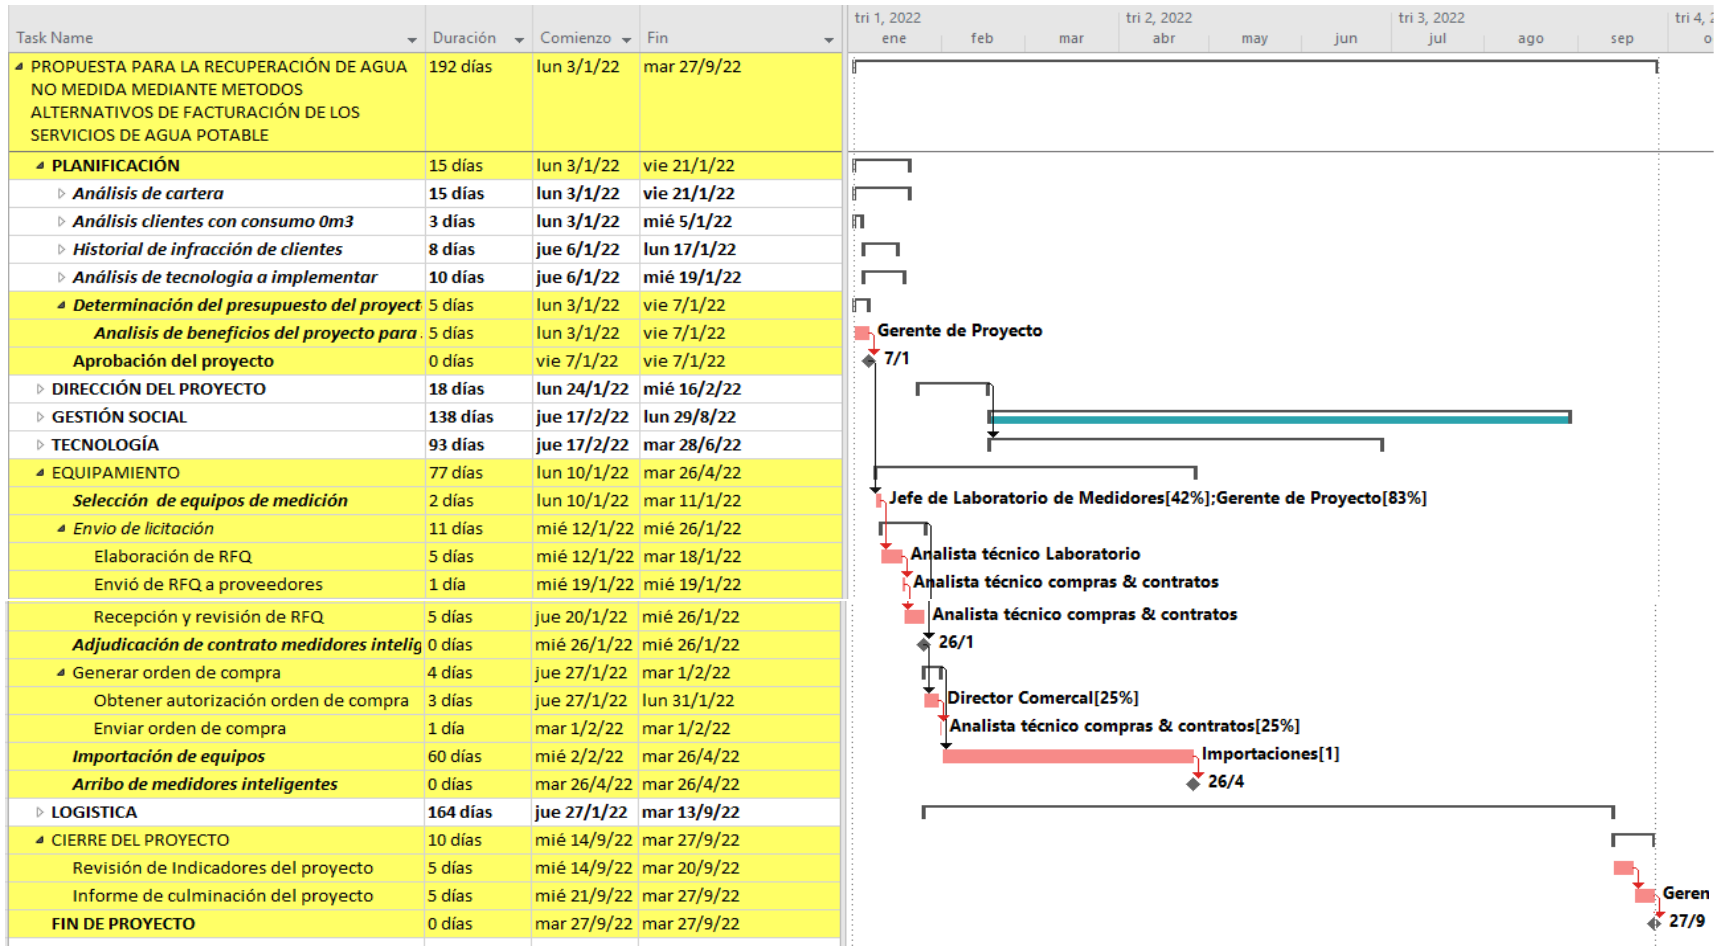 tri 1, 2022 tri 2, 2022 tri 3, 2022 tri 4, 2
Task Name Duración Comienzo Fin ene feb mar abr may jun jul ago sep o
PROPUESTA PARA LA RECUPERACIÓN DE AGUA 192 días lun 3/1/22 mar 27/9/22
NO MEDIDA MEDIANTE METODOS
ALTERNATIVOS DE FACTURACIÓN DE LOS
SERVICIOS DE AGUA POTABLE
PLANIFICACIÓN 15 días lun 3/1/22 vie 21/1/22
Análisis de cartera 15 días lun 3/1/22 vie 21/1/22
Análisis clientes con consumo 0m3 3 días lun 3/1/22 mié 5/1/22
Historial de infracción de clientes 8 días jue 6/1/22 lun 17/1/22
Análisis de tecnologia a implementar 10 días jue 6/1/22 mié 19/1/22
Determinación del presupuesto del proyect 5 días lun 3/1/22 vie 7/1/22
Analisis de beneficios del proyecto para 5 días lun 3/1/22 vie 7/1/22 Gerente de Proyecto
Aprobación del proyecto 0 días vie 7/1/22 vie 7/1/22 7/1
DIRECCIÓN DEL PROYECTO 18 días lun 24/1/22 mié 16/2/22
GESTIÓN SOCIAL 138 días jue 17/2/22 lun 29/8/22
TECNOLOGÍA 93 días jue 17/2/22 mar 28/6/22
EQUIPAMIENTO 77 días lun 10/1/22 mar 26/4/22
Selección de equipos de medición 2 días lun 10/1/22 mar 11/1/22 Jefe de Laboratorio de Medidores[42%];Gerente de Proyecto[83%]
Envio de licitación 11 días mié 12/1/22 mié 26/1/22
Elaboración de RFQ 5 días mié 12/1/22 mar 18/1/22 Analista técnico Laboratorio
Envió de RFQ a proveedores 1 día mié 19/1/22 mié 19/1/22 Analista técnico compras & contratos
Recepción y revisión de RFQ 5 días jue 20/1/22 mié 26/1/22 Analista técnico compras & contratos
Adjudicación de contrato medidores intelig 0 días mié 26/1/22 mié 26/1/22 26/1
Generar orden de compra 4 días jue 27/1/22 mar 1/2/22
Obtener autorización orden de compra 3 días jue 27/1/22 lun 31/1/22 Director Comercal[25%]
Enviar orden de compra 1 día mar 1/2/22 mar 1/2/22 Analista técnico compras & contratos[25%]
Importación de equipos 60 días mié 2/2/22 mar 26/4/22 Importaciones[1]
Arribo de medidores inteligentes 0 días mar 26/4/22 mar 26/4/22 26/4
LOGISTICA 164 días jue 27/1/22 mar 13/9/22
CIERRE DEL PROYECTO 10 días mié 14/9/22 mar 27/9/22
Revisión de Indicadores del proyecto 5 días mié 14/9/22 mar 20/9/22
Informe de culminación del proyecto 5 días mié 21/9/22 mar 27/9/22 Geren
FIN DE PROYECTO 0 días mar 27/9/22 mar 27/9/22 27/9